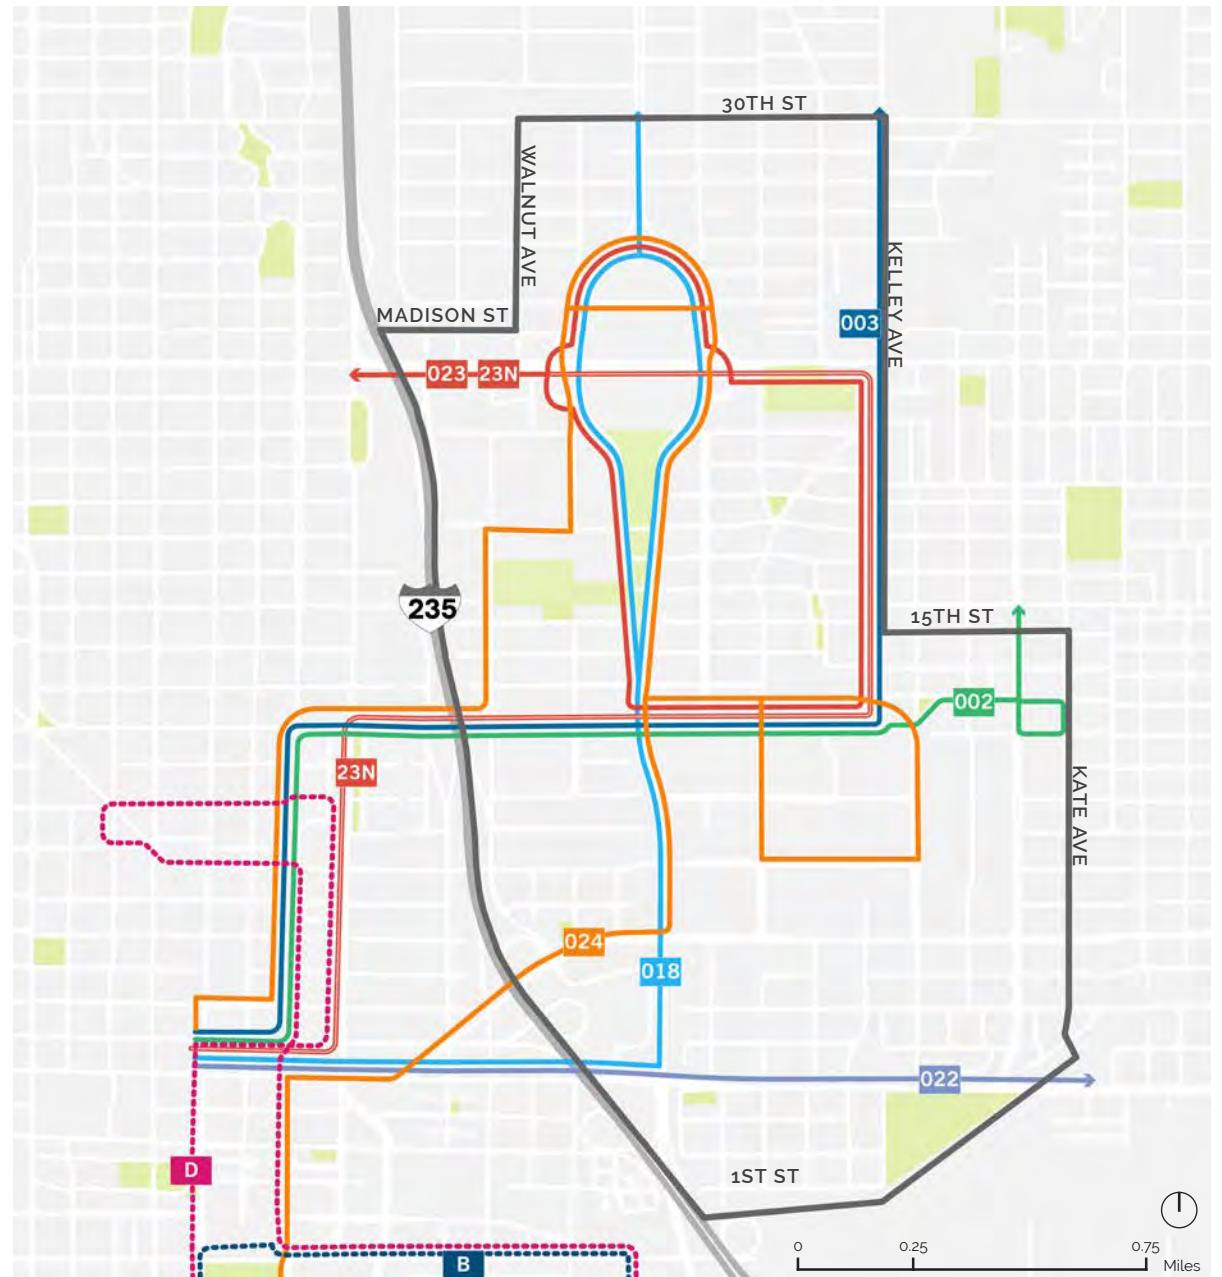 30TH ST
WALNUT AVE
KELLEY AVE
MADISON ST
003
023
23N
235
15TH ST
002
23N
KATE AVE
024
018
022
D
1ST ST
B
0
0.25
0.75
Miles